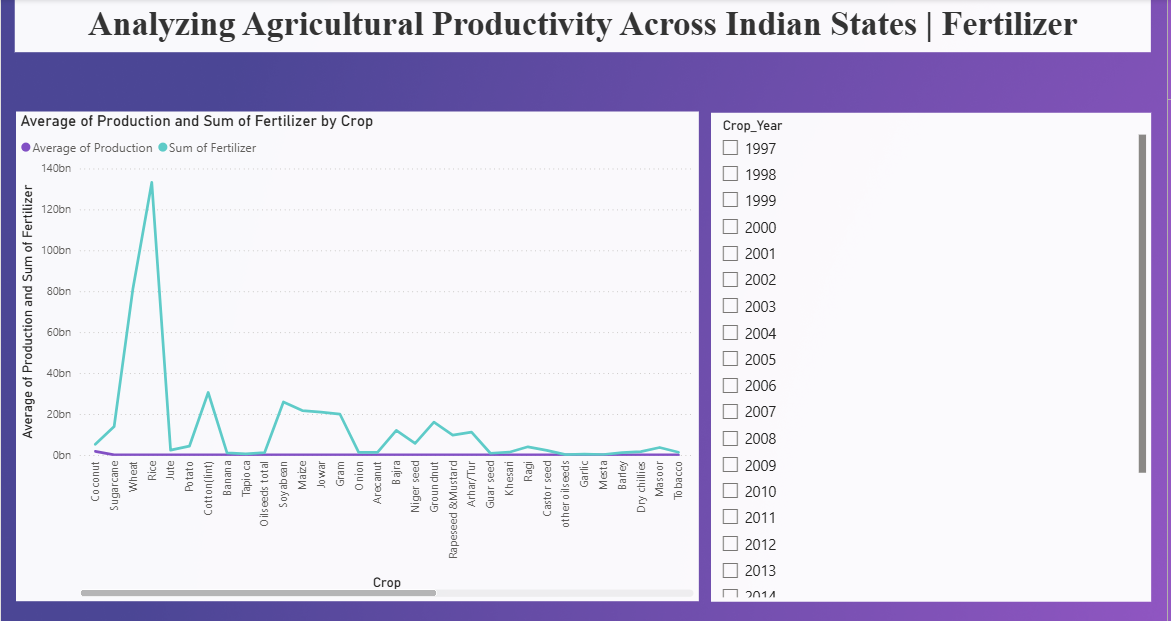 Analyzing Agricultural Productivity Across Indian States | Fertilizer
Average of Production and Sum of Fertilizer by Crop
Average of Production Sum of Fertilizer
Average of Production and Sum of Fertilizer
140bn
120bn
100bn
80bn
60bn
40bn
20bn
0bn
Coconut
Sugarcane
Wheat
Rice
Jute
Potato
Cotton(lint)
Banana
Tapioca
Oilseeds total
Soyabean
Maize
Jowar
Gram
Onion
Arecanut
Bajra
Niger seed
Groundnut
Rapeseed &Mustard
Arhar/Tur
Guar seed
Khesari
Ragi
Castor seed
other oilseeds
Garlic
Mesta
Barley
Dry chillies
Masoor
Tobacco
Crop
Crop_Year
1997
1998
1999
2000
2001
2002
2003
2004
2005
2006
2007
2008
2009
2010
2011
2012
2013
2014